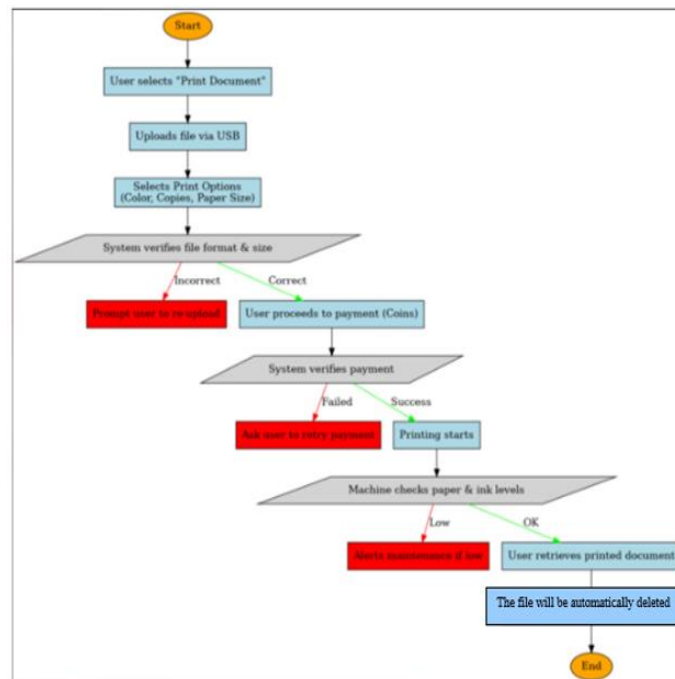 Start
User selects "Print Document"
Uploads file via USB
Selects Print Options
(Color, Copies, Paper Size)
System verifies file format & size
Incorrect
Correct
Prompt user to re-upload
User proceeds to payment (Coins)
System verifies payment
Failed
Success
Ask user to retry payment
Printing starts
Machine checks paper & ink levels
Low
OK
Alerts maintenance if low
User retrieves printed document
The file will be automatically deleted
End